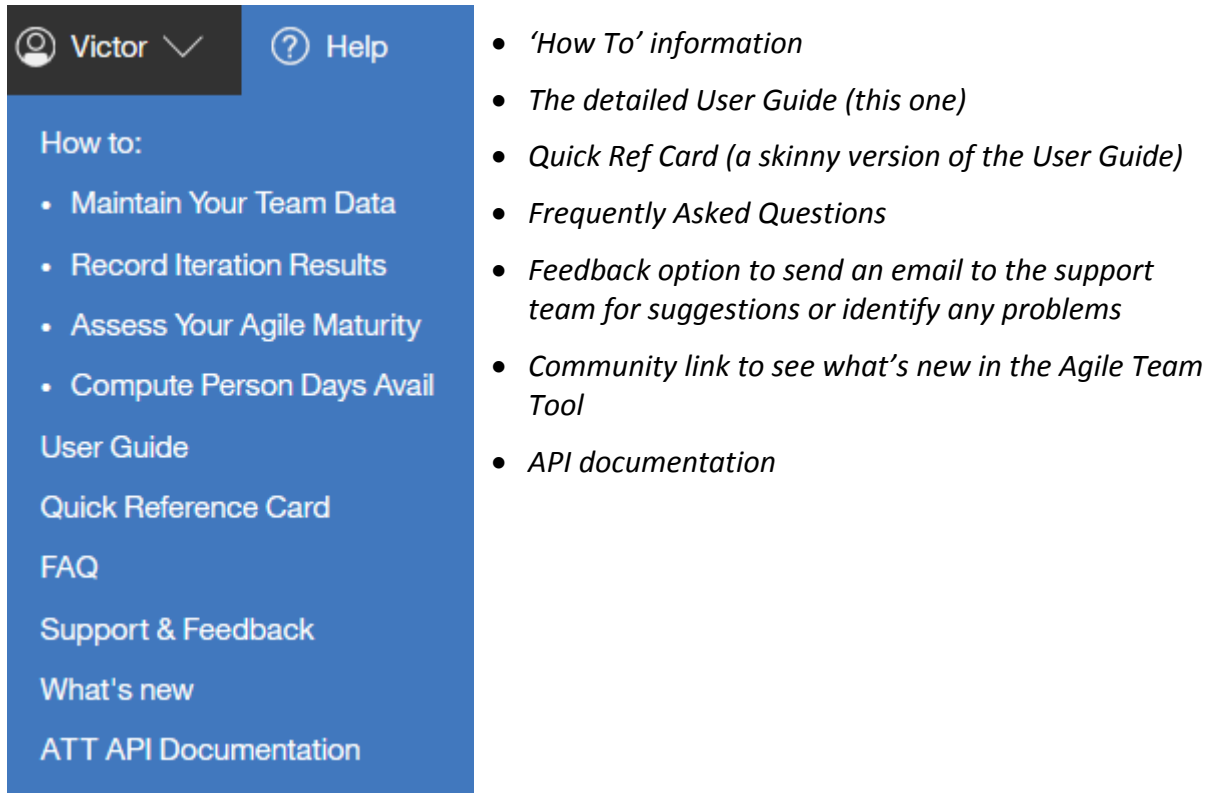 Victor
Help
How to:
• Maintain Your Team Data
• Record Iteration Results
• Assess Your Agile Maturity
• Compute Person Days Avail
User Guide
Quick Reference Card
FAQ
Support & Feedback
What's new
ATT API Documentation
• ‘How To’ information
• The detailed User Guide (this one)
• Quick Ref Card (a skinny version of the User Guide)
• Frequently Asked Questions
• Feedback option to send an email to the support
team for suggestions or identify any problems
• Community link to see what’s new in the Agile Team
Tool
• API documentation